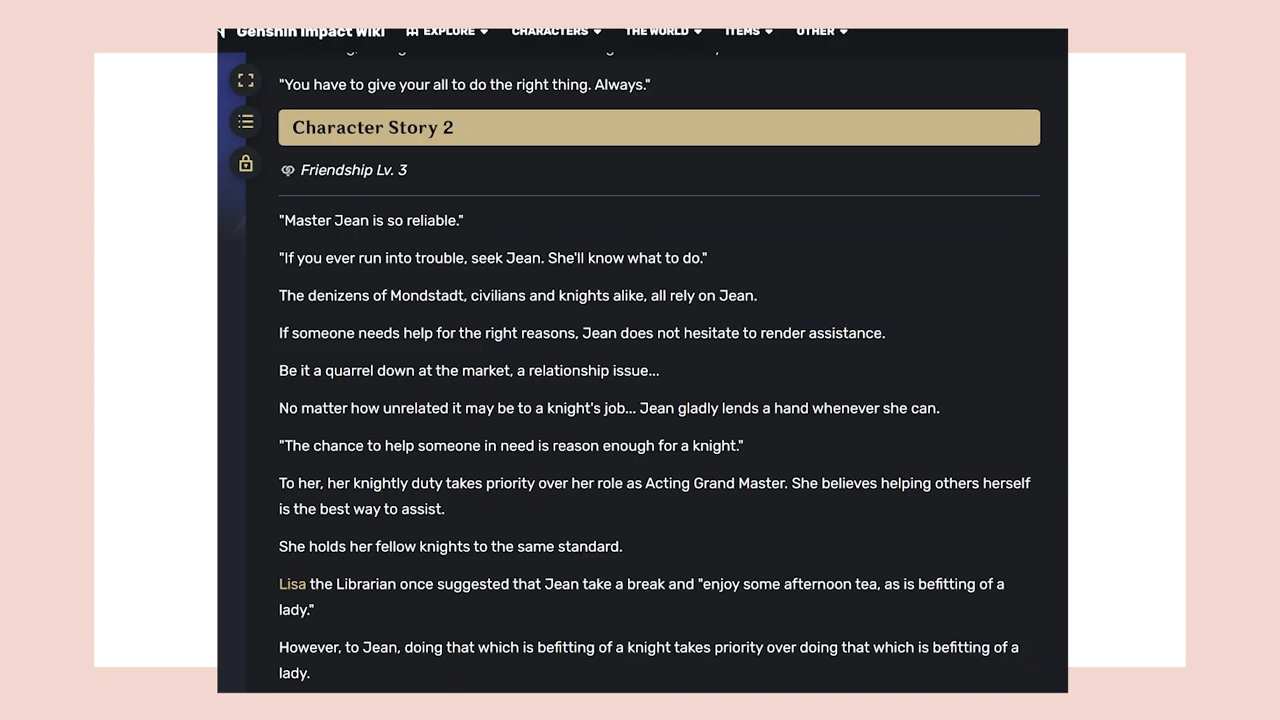 Genshin Impact Wiki EXPLORE CHARACTERS THE WORLD ITEMS OTHER
"You have to give your all to do the right thing. Always."
Character Story 2
Friendship Lv. 3
"Master Jean is so reliable."
"If you ever run into trouble, seek Jean. She'll know what to do."
The denizens of Mondstadt, civilians and knights alike, all rely on Jean.
If someone needs help for the right reasons, Jean does not hesitate to render assistance.
Be it a quarrel down at the market, a relationship issue...
No matter how unrelated it may be to a knight's job... Jean gladly lends a hand whenever she can.
"The chance to help someone in need is reason enough for a knight."
To her, her knightly duty takes priority over her role as Acting Grand Master. She believes helping others herself
is the best way to assist.
She holds her fellow knights to the same standard.
Lisa the Librarian once suggested that Jean take a break and "enjoy some afternoon tea, as is befitting of a
lady."
However, to Jean, doing that which is befitting of a knight takes priority over doing that which is befitting of a
lady.